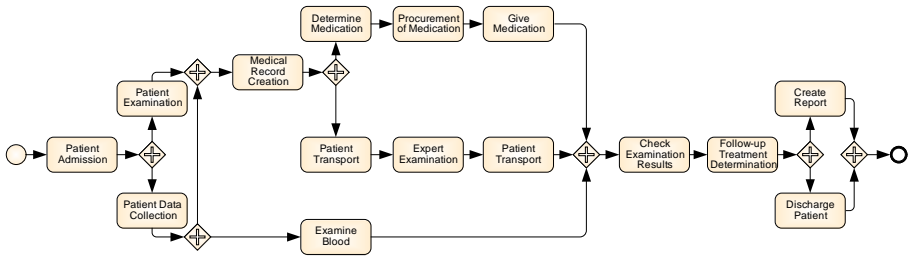 Determine
Medication
Procurement
of Medication
Give
Medication
Medical
Record
Creation
Patient
Examination
Create
Report
Patient
Admission
Patient
Transport
Expert
Examination
Patient
Transport
Check
Examination
Results
Follow-up
Treatment
Determination
Patient Data
Collection
Discharge
Patient
Examine
Blood